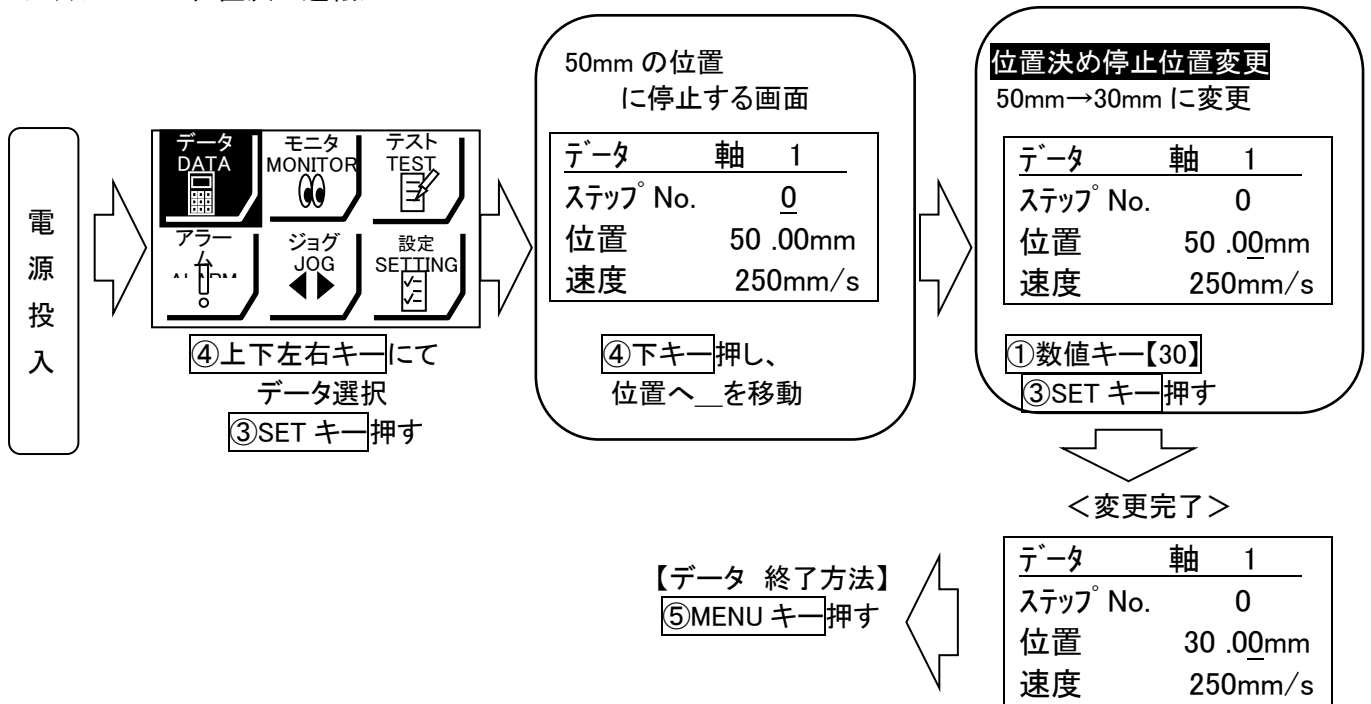 電源投入
データ
DATA
モニタ
MONITOR
テスト
TEST
アラーム
ジョグ
JOG
設定
SETTING
④上下左右キーにて
データ選択
③SET キー押す
50mm の位置
に停止する画面
データ 軸 1
ステップ No. 0
位置 50 .00mm
速度 250mm/s
④下キー押し、
位置へ__を移動
位置決め停止位置変更
50mm→30mm に変更
データ 軸 1
ステップ No. 0
位置 50 .00mm
速度 250mm/s
①数値キー【30】
③SET キー押す
＜変更完了＞
データ 軸 1
ステップ No. 0
位置 30 .00mm
速度 250mm/s
【データ 終了方法】
⑤MENU キー押す